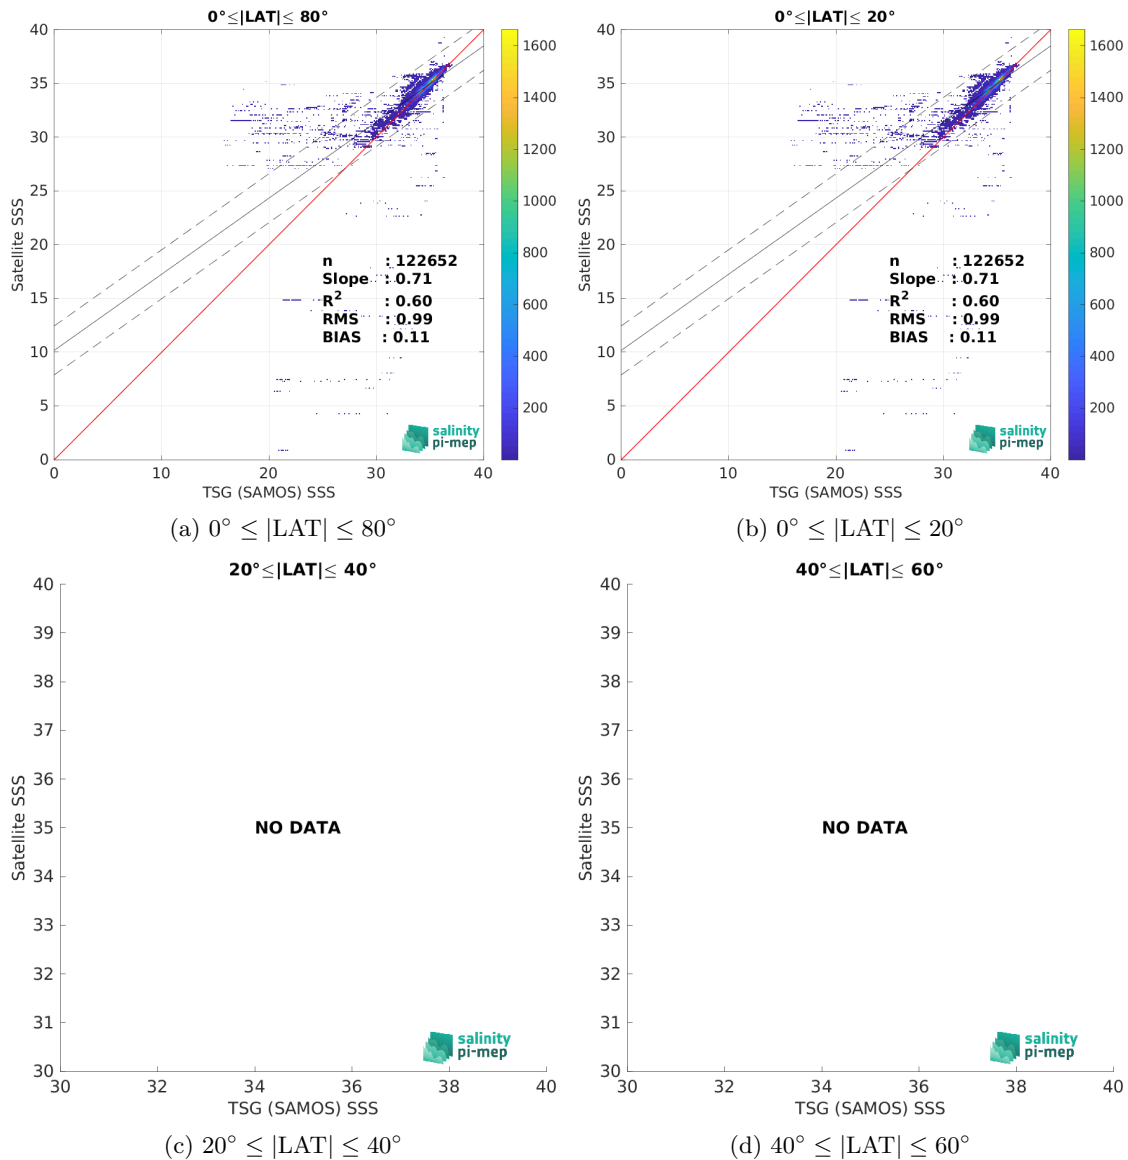 0°≤|LAT|≤ 80°
40
35
30
25
20
15
10
5
0
Satellite SSS
n : 122652
Slope : 0.71
R² : 0.60
RMS : 0.99
BIAS : 0.11
salinity
pi-mep
0 10 20 30 40
TSG (SAMOS) SSS
1600
1400
1200
1000
800
600
400
200
(a) 0° ≤ |LAT| ≤ 80°
0°≤|LAT|≤ 20°
40
35
30
25
20
15
10
5
0
Satellite SSS
n : 122652
Slope : 0.71
R² : 0.60
RMS : 0.99
BIAS : 0.11
salinity
pi-mep
0 10 20 30 40
TSG (SAMOS) SSS
1600
1400
1200
1000
800
600
400
200
(b) 0° ≤ |LAT| ≤ 20°
20°≤|LAT|≤ 40°
40
39
38
37
36
35
34
33
32
31
30
Satellite SSS
NO DATA
salinity
pi-mep
30 32 34 36 38 40
TSG (SAMOS) SSS
(c) 20° ≤ |LAT| ≤ 40°
40°≤|LAT|≤ 60°
40
39
38
37
36
35
34
33
32
31
30
Satellite SSS
NO DATA
salinity
pi-mep
30 32 34 36 38 40
TSG (SAMOS) SSS
(d) 40° ≤ |LAT| ≤ 60°